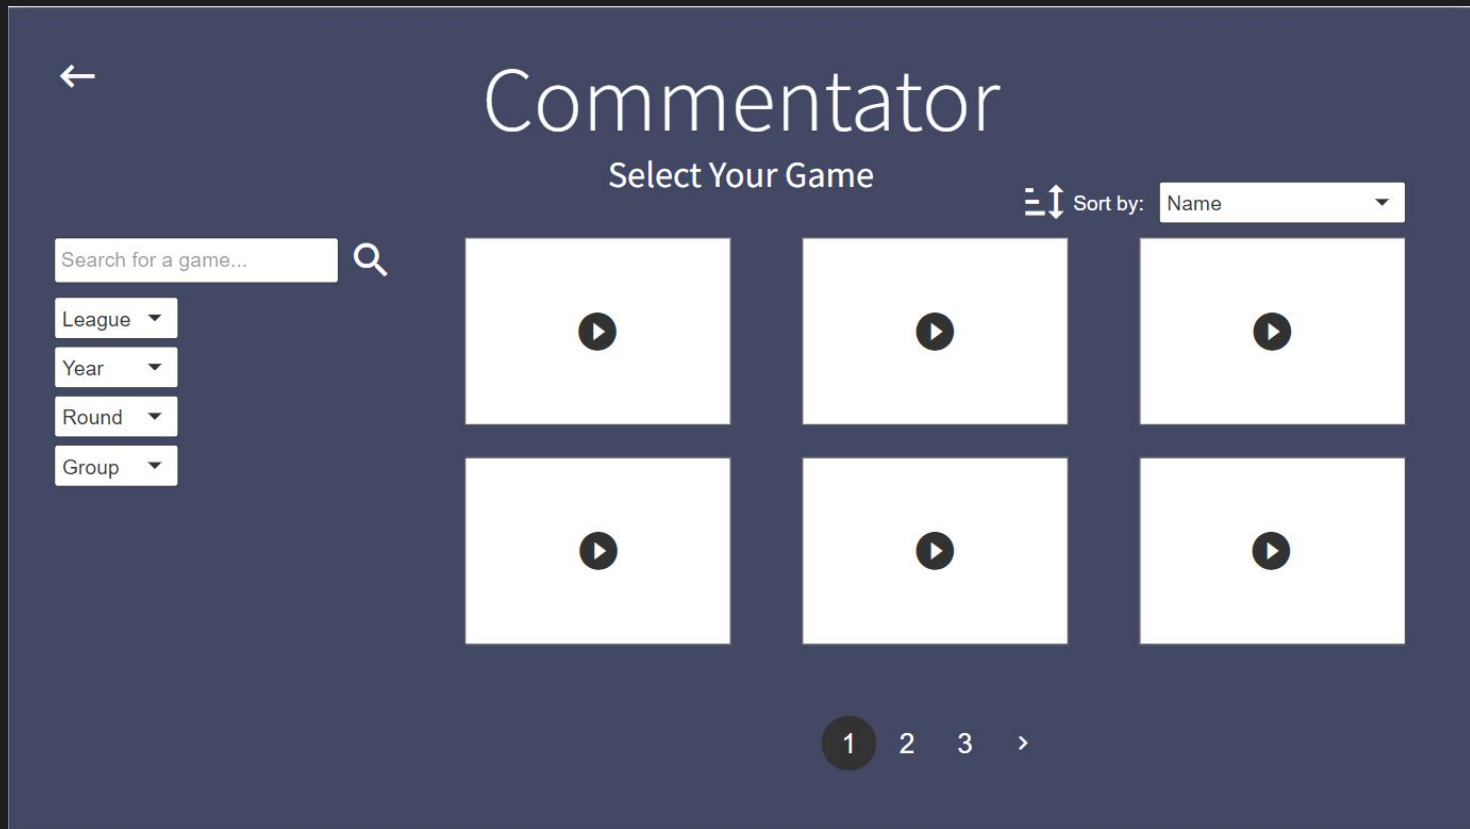 Commentator
Select Your Game
Sort by: Name
Search for a game...
League
Year
Round
Group
1 2 3